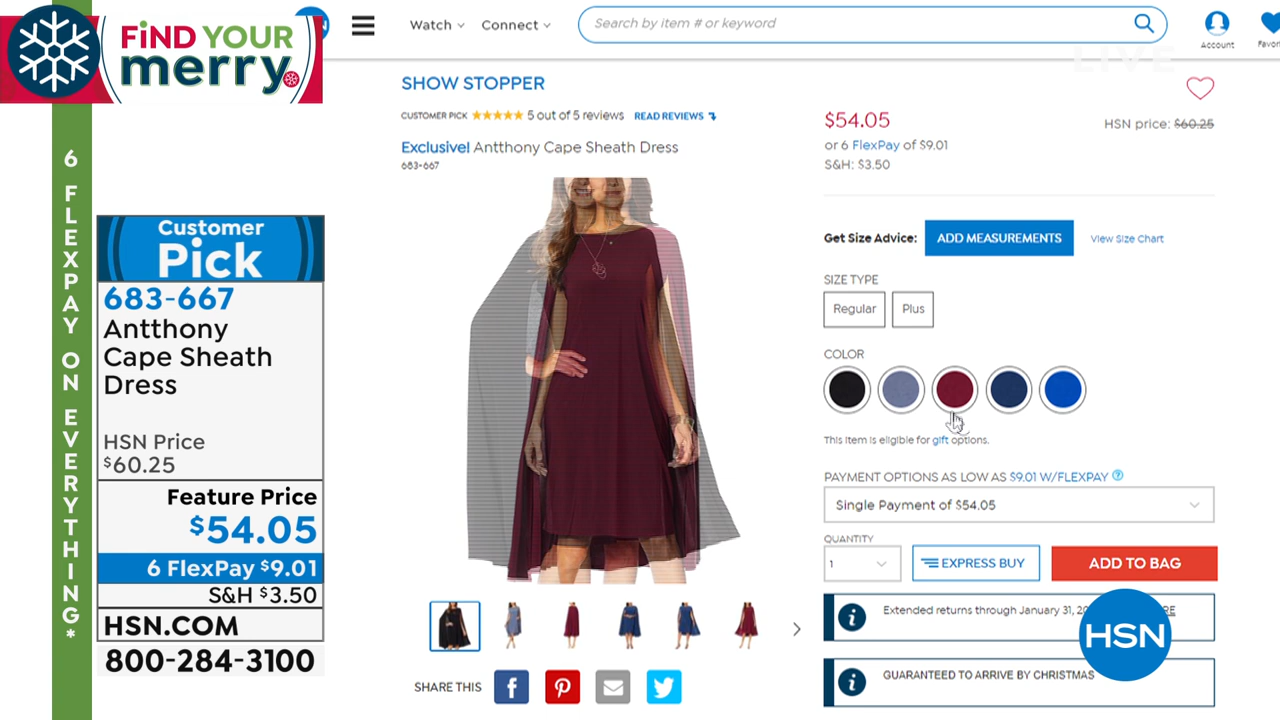 FiND YOUR
merry.
6 FLEXPAY ON EVERYTHING*
Customer
Pick
683-667
Antthony
Cape Sheath
Dress
HSN Price
$60.25
Feature Price
$54.05
6 FlexPay $9.01
S&H $3.50
HSN.COM
800-284-3100
Watch
Connect
Search by item # or keyword
Account
LIVE
SHOW STOPPER
CUSTOMER PICK 5 out of 5 reviews READ REVIEWS
Exclusive! Antthony Cape Sheath Dress
683-667
$54.05
HSN price: $60.25
or 6 FlexPay of $9.01
S&H: $3.50
Get Size Advice: ADD MEASUREMENTS View Size Chart
SIZE TYPE
Regular Plus
COLOR
This item is eligible for gift options.
PAYMENT OPTIONS AS LOW AS $9.01 W/FLEXPAY ?
Single Payment of $54.05
QUANTITY
1
EXPRESS BUY
ADD TO BAG
Extended returns through January 31,
GUARANTEED TO ARRIVE BY CHRISTMAS
HSN
SHARE THIS